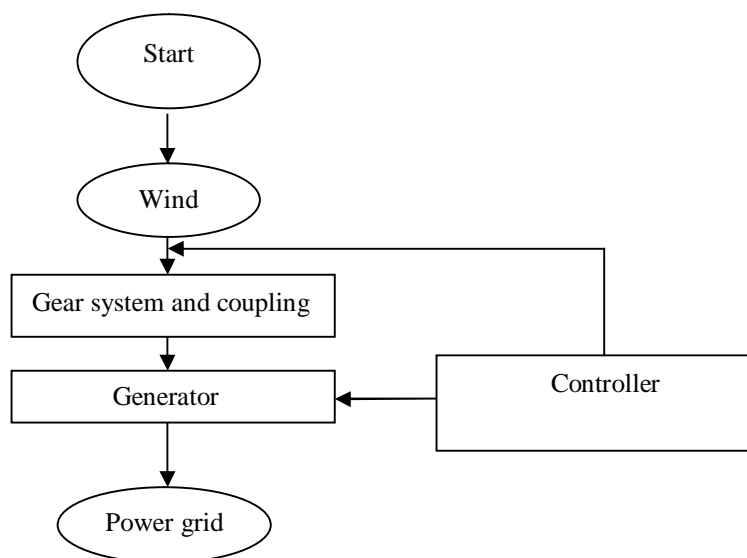 Start
Wind
Gear system and coupling
Generator
Controller
Power grid